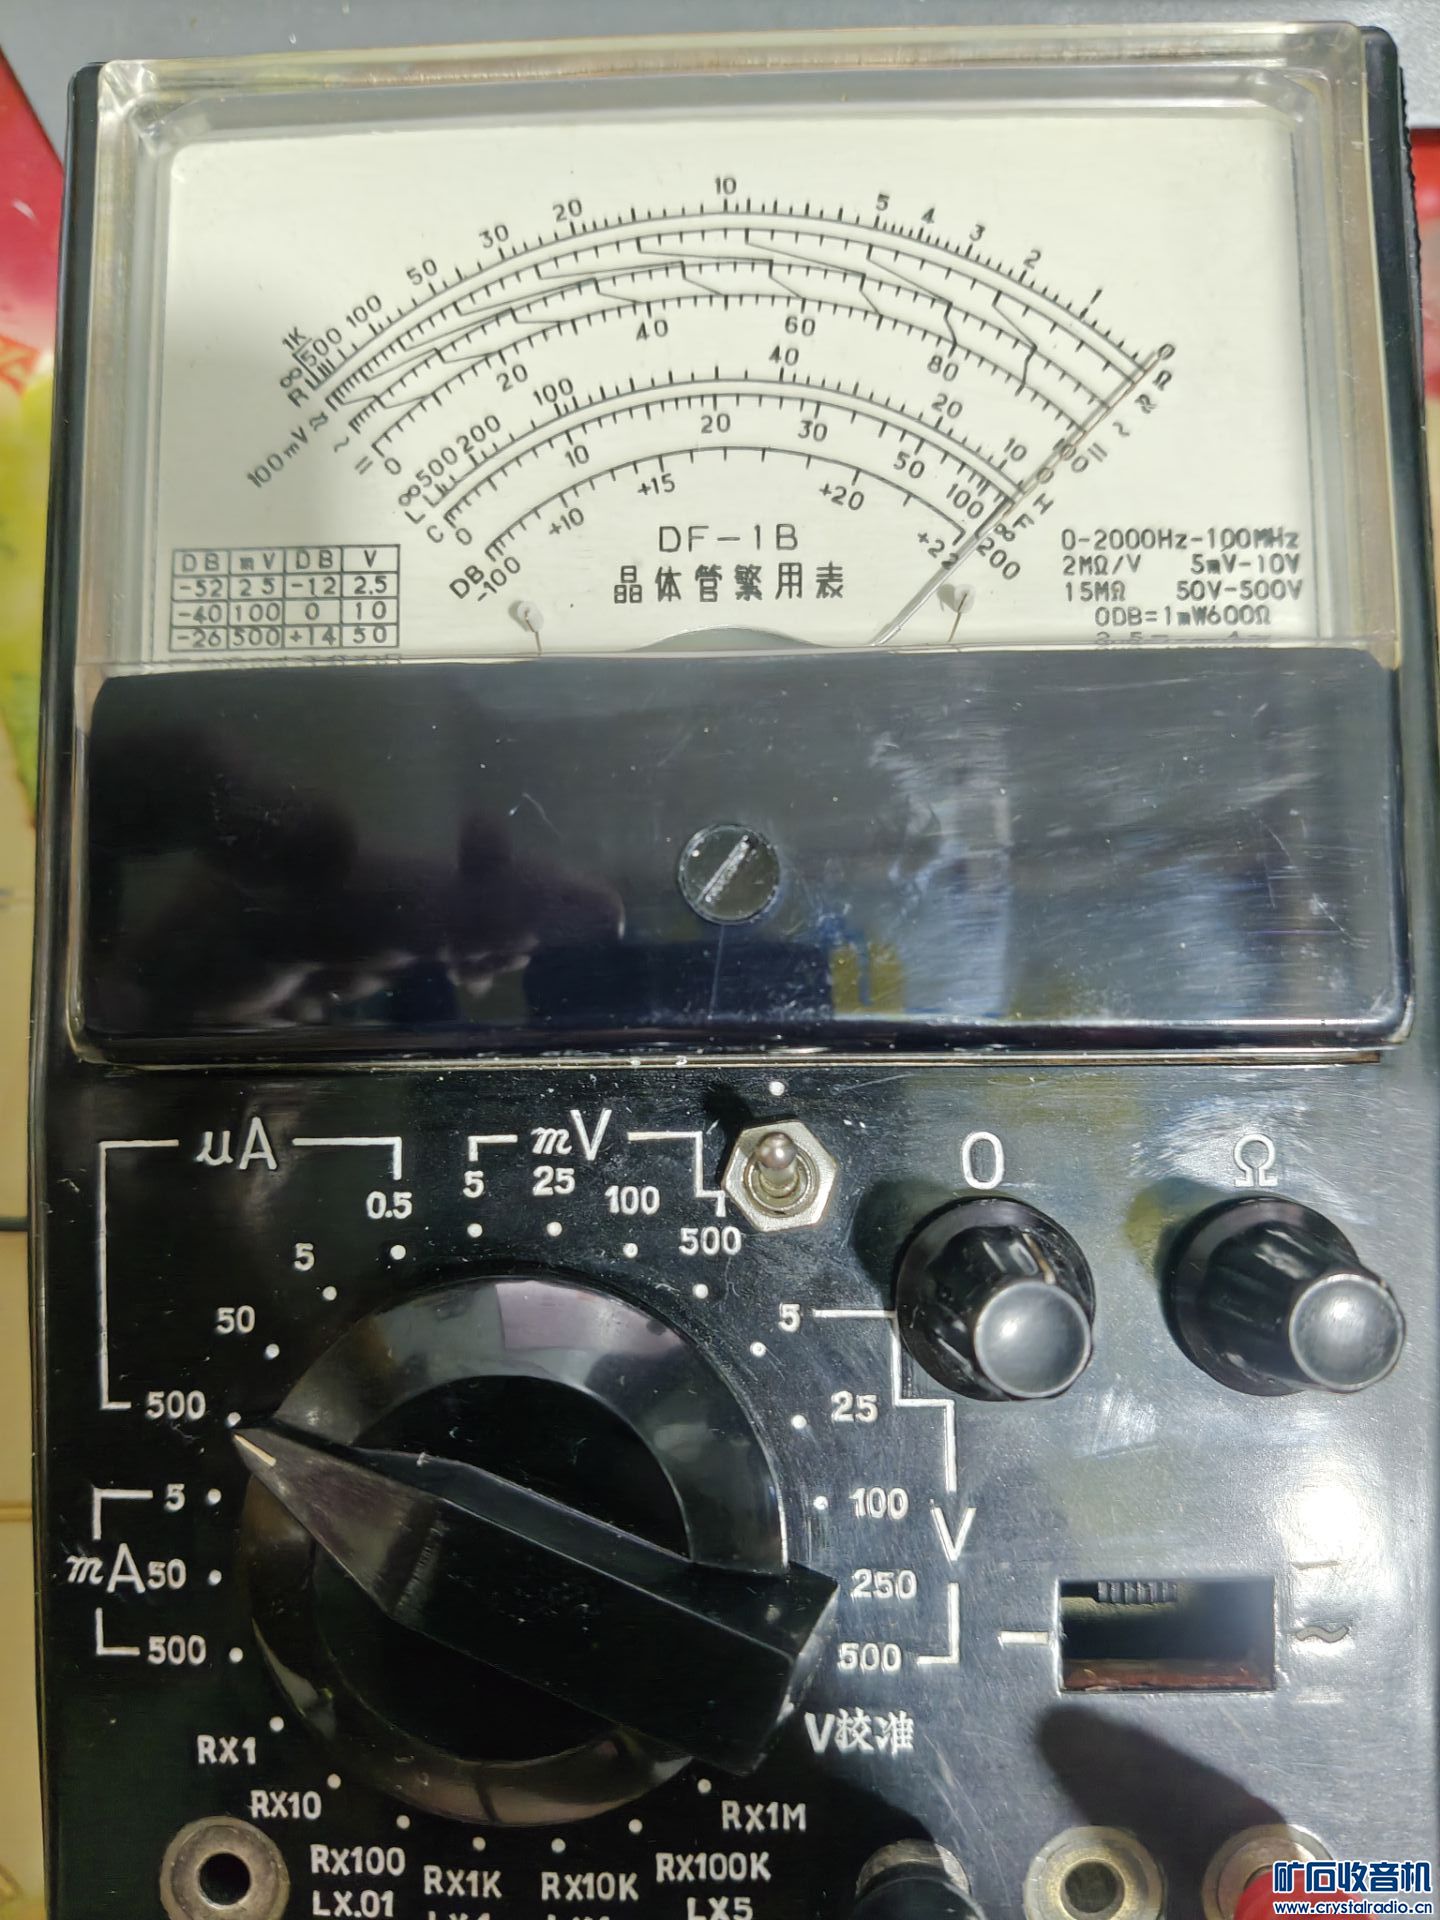 10
20
5
4
30
3
50
2
100
1
500
1K
∞
0
R
Ω
40
60
20
80
100mV≈
≈
~
~
=
=
0
100
40
100
20
200
10
500
0
∞
L
H
20
30
10
50
100
200
C
0
+15
+20
+10
+22
DB
-100
DF-1B
晶体管繁用表
DB mV DB V
-52 2.5 -12 2.5
-40 100 0 10
-26 500 +14 50
0-2000Hz-100MHz
2MΩ/V 5mV-10V
15MΩ 50V-500V
0DB=1mW600Ω
μA
mV
0
Ω
0.5
5
25
100
500
5
50
500
5
25
100
250
500
V
mA
5
50
500
–
~
V校准
RX1
RX10
RX100
LX.01
RX1K
RX10K
RX100K
LX5
RX1M
矿石收音机
www.crystalradio.cn